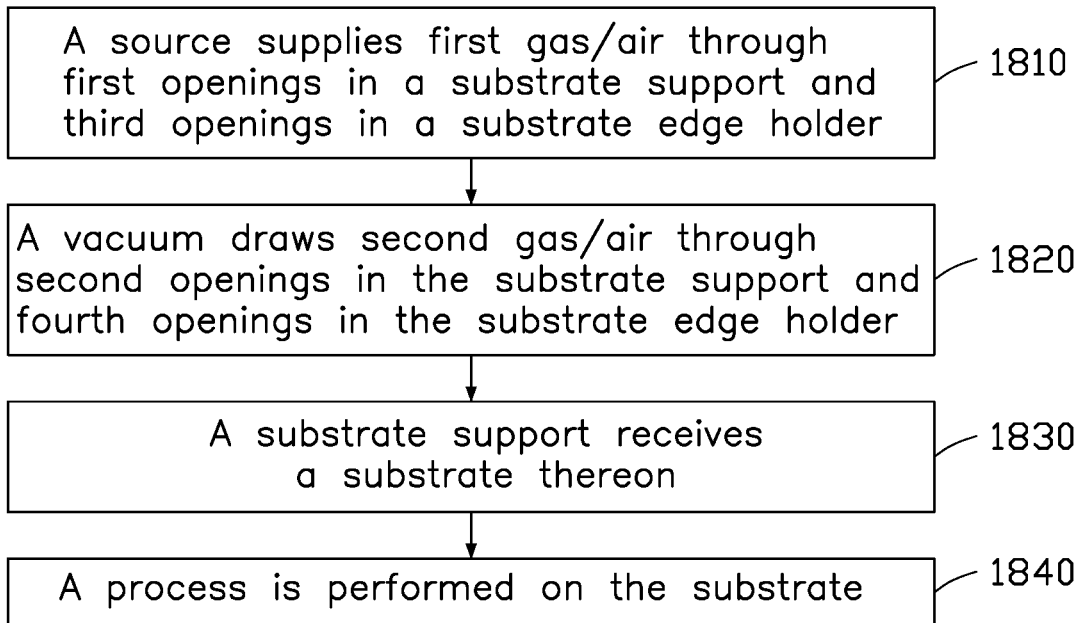 A source supplies first gas/air through
first openings in a substrate support and
third openings in a substrate edge holder
1810
A vacuum draws second gas/air through
second openings in the substrate support and
fourth openings in the substrate edge holder
1820
A substrate support receives
a substrate thereon
1830
A process is performed on the substrate
1840